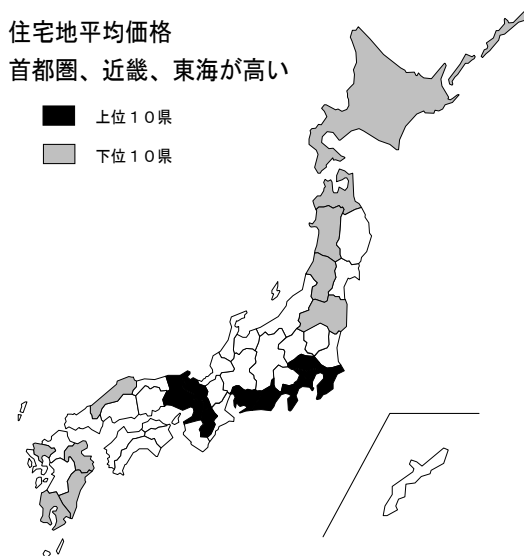 住宅地平均価格
首都圏、近畿、東海が高い
上位１０県
下位１０県